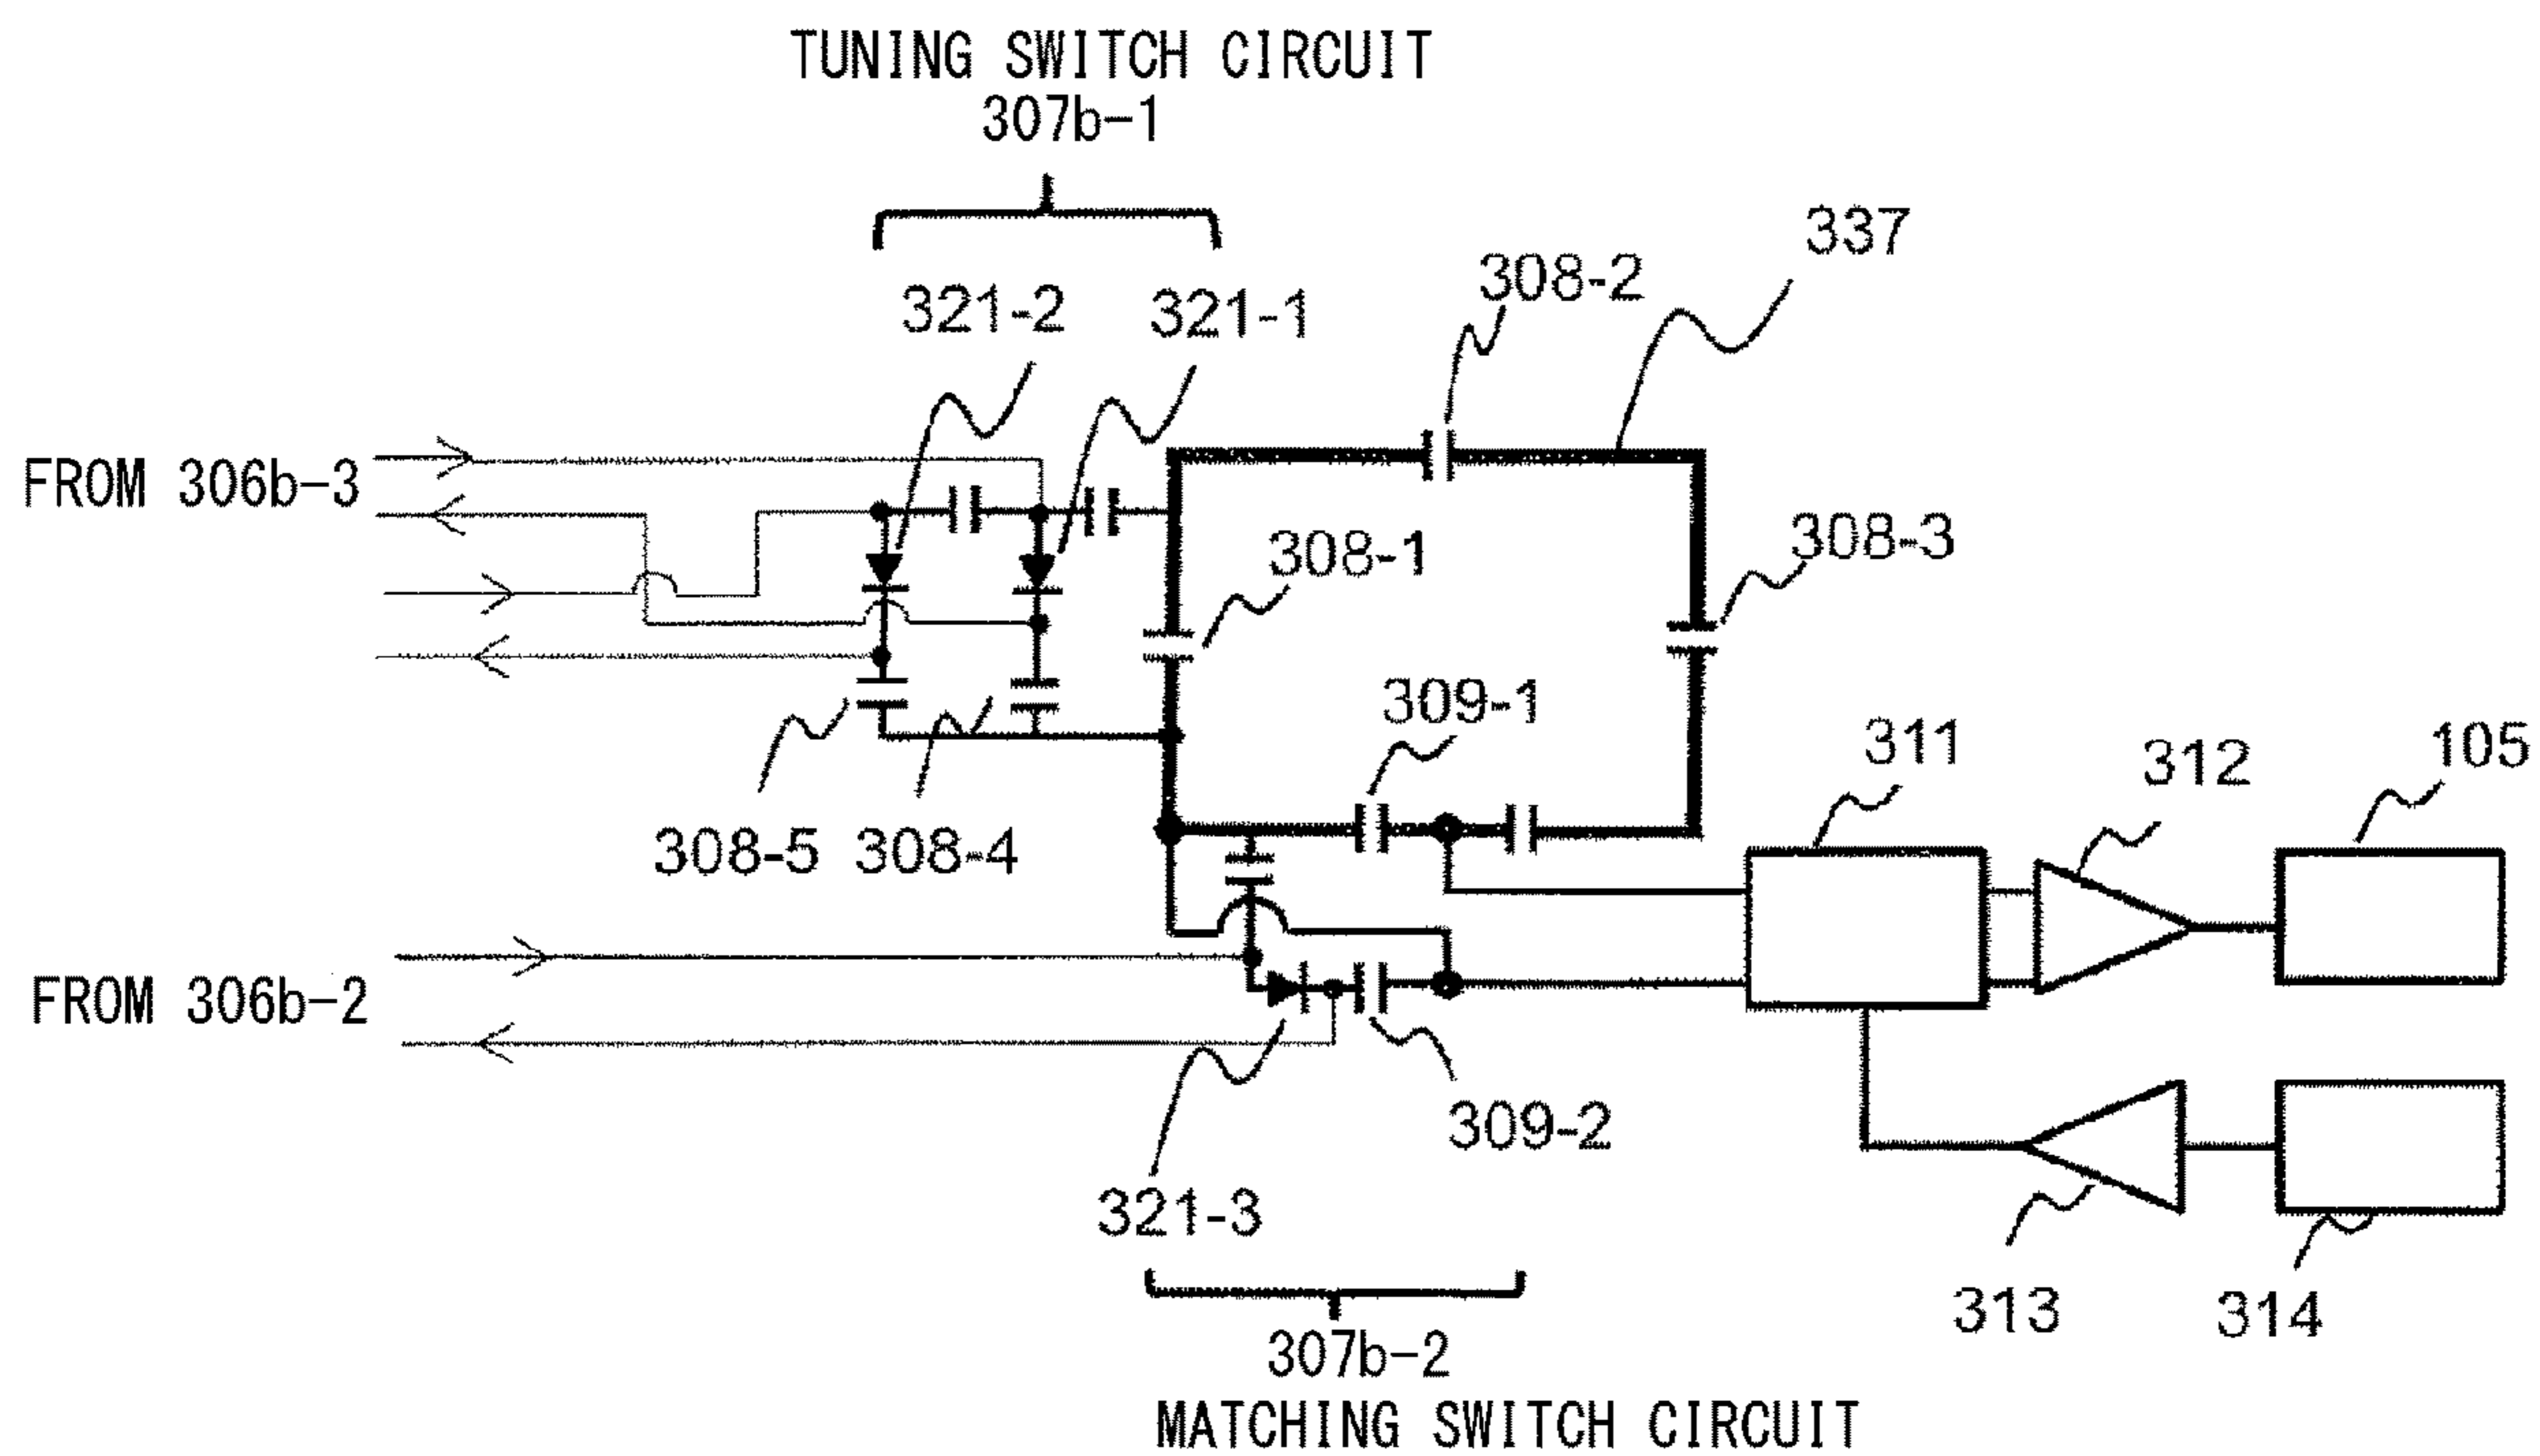 TUNING SWITCH CIRCUIT
307b-1
337
308-2
321-2
321-1
FROM 306b-3
308-1
308-3
309-1
311
312
105
308-5
308-4
FROM 306b-2
309-2
321-3
313
314
307b-2
MATCHING SWITCH CIRCUIT